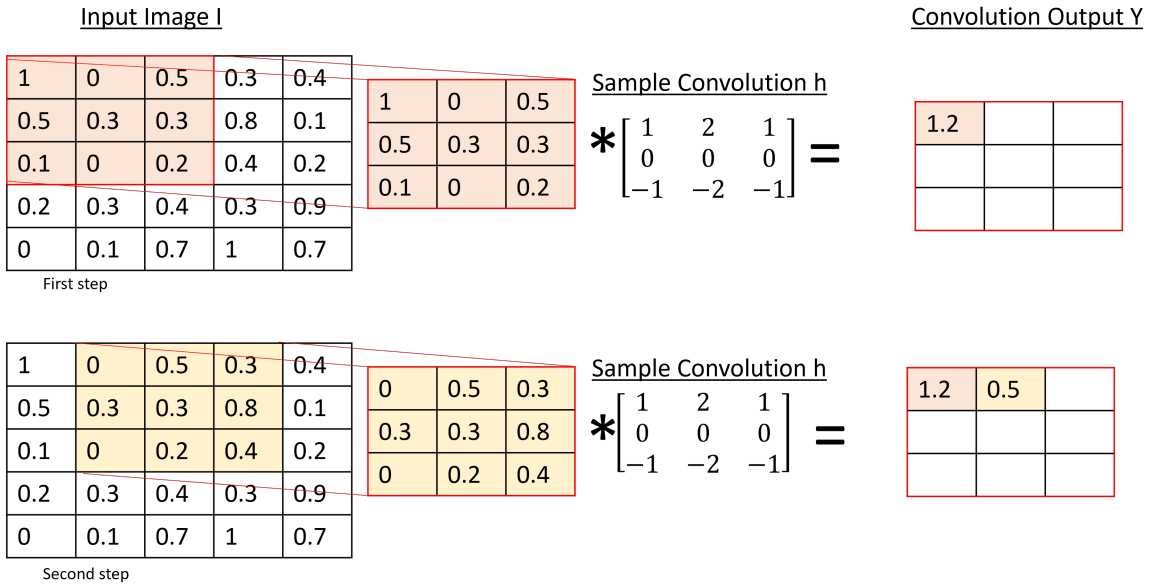 Input Image I
Convolution Output Y
1 0 0.5 0.3 0.4
0.5 0.3 0.3 0.8 0.1
0.1 0 0.2 0.4 0.2
0.2 0.3 0.4 0.3 0.9
0 0.1 0.7 1 0.7
First step
1 0 0.5
0.5 0.3 0.3
0.1 0 0.2
Sample Convolution h
*
1 2 1
0 0 0
−1 −2 −1
=
1.2
1 0 0.5 0.3 0.4
0.5 0.3 0.3 0.8 0.1
0.1 0 0.2 0.4 0.2
0.2 0.3 0.4 0.3 0.9
0 0.1 0.7 1 0.7
Second step
0 0.5 0.3
0.3 0.3 0.8
0 0.2 0.4
Sample Convolution h
*
1 2 1
0 0 0
−1 −2 −1
=
1.2 0.5